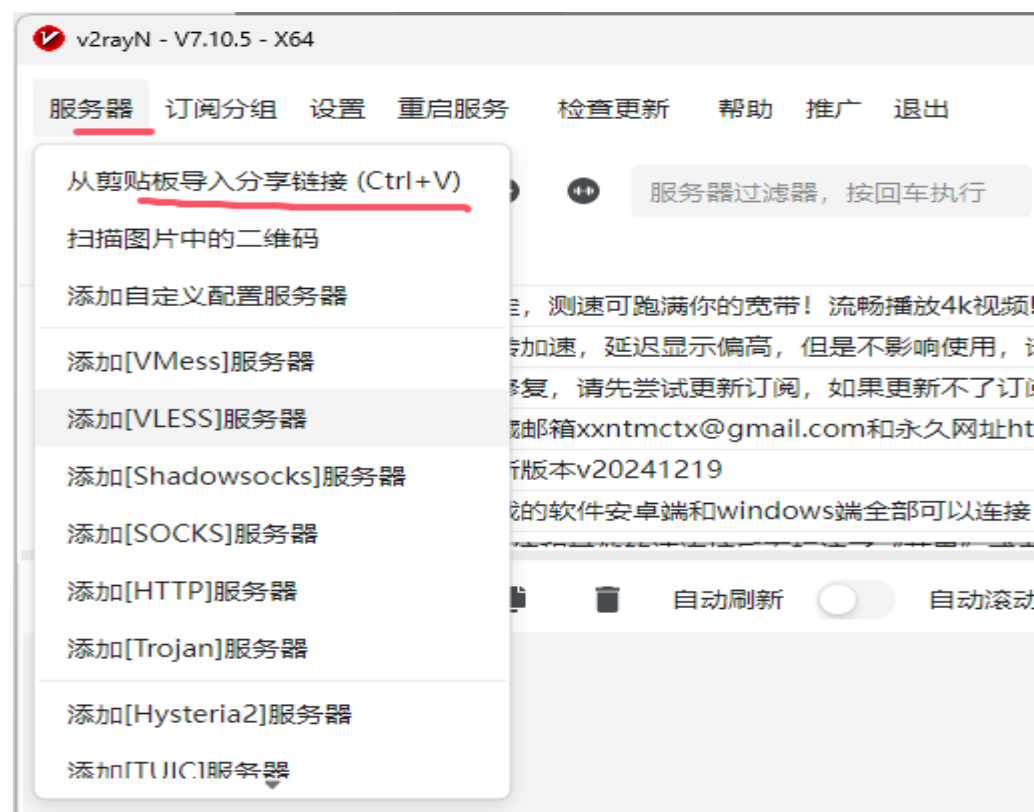 v2rayN - V7.10.5 - X64
服务器 订阅分组 设置 重启服务 检查更新 帮助 推广 退出
从剪贴板导入分享链接 (Ctrl+V)
服务器过滤器，按回车执行
扫描图片中的二维码
添加自定义配置服务器
，测速可跑满你的宽带！流畅播放4k视频!
加速，延迟显示偏高，但是不影响使用，
添加[VMess]服务器
复，请先尝试更新订阅，如果更新不了订阅
添加[VLESS]服务器
邮箱xxntmctx@gmail.com和永久网址ht
新版本v20241219
添加[Shadowsocks]服务器
的软件安卓端和windows端全部可以连接
添加[SOCKS]服务器
添加[HTTP]服务器
自动刷新 自动滚动
添加[Trojan]服务器
添加[Hysteria2]服务器
添加[TUIC]服务器